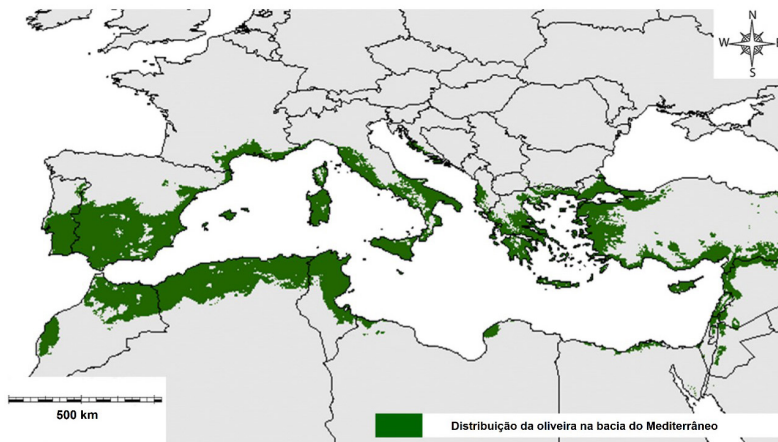 N
W E
S
500 km
Distribuição da oliveira na bacia do Mediterrâneo